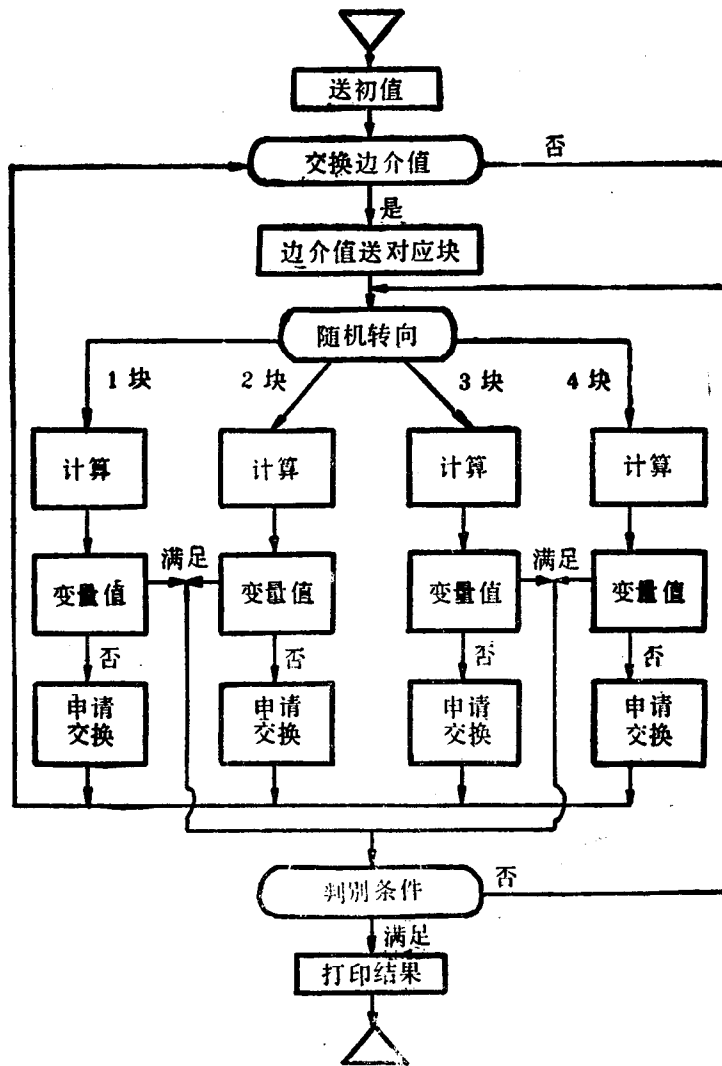 送初值
交换边介值
否
是
边介值送对应块
随机转向
1块
2块
3块
4块
计算
计算
计算
计算
满足
满足
变量值
变量值
变量值
变量值
否
否
否
否
申请
交换
申请
交换
申请
交换
申请
交换
判别条件
否
满足
打印结果